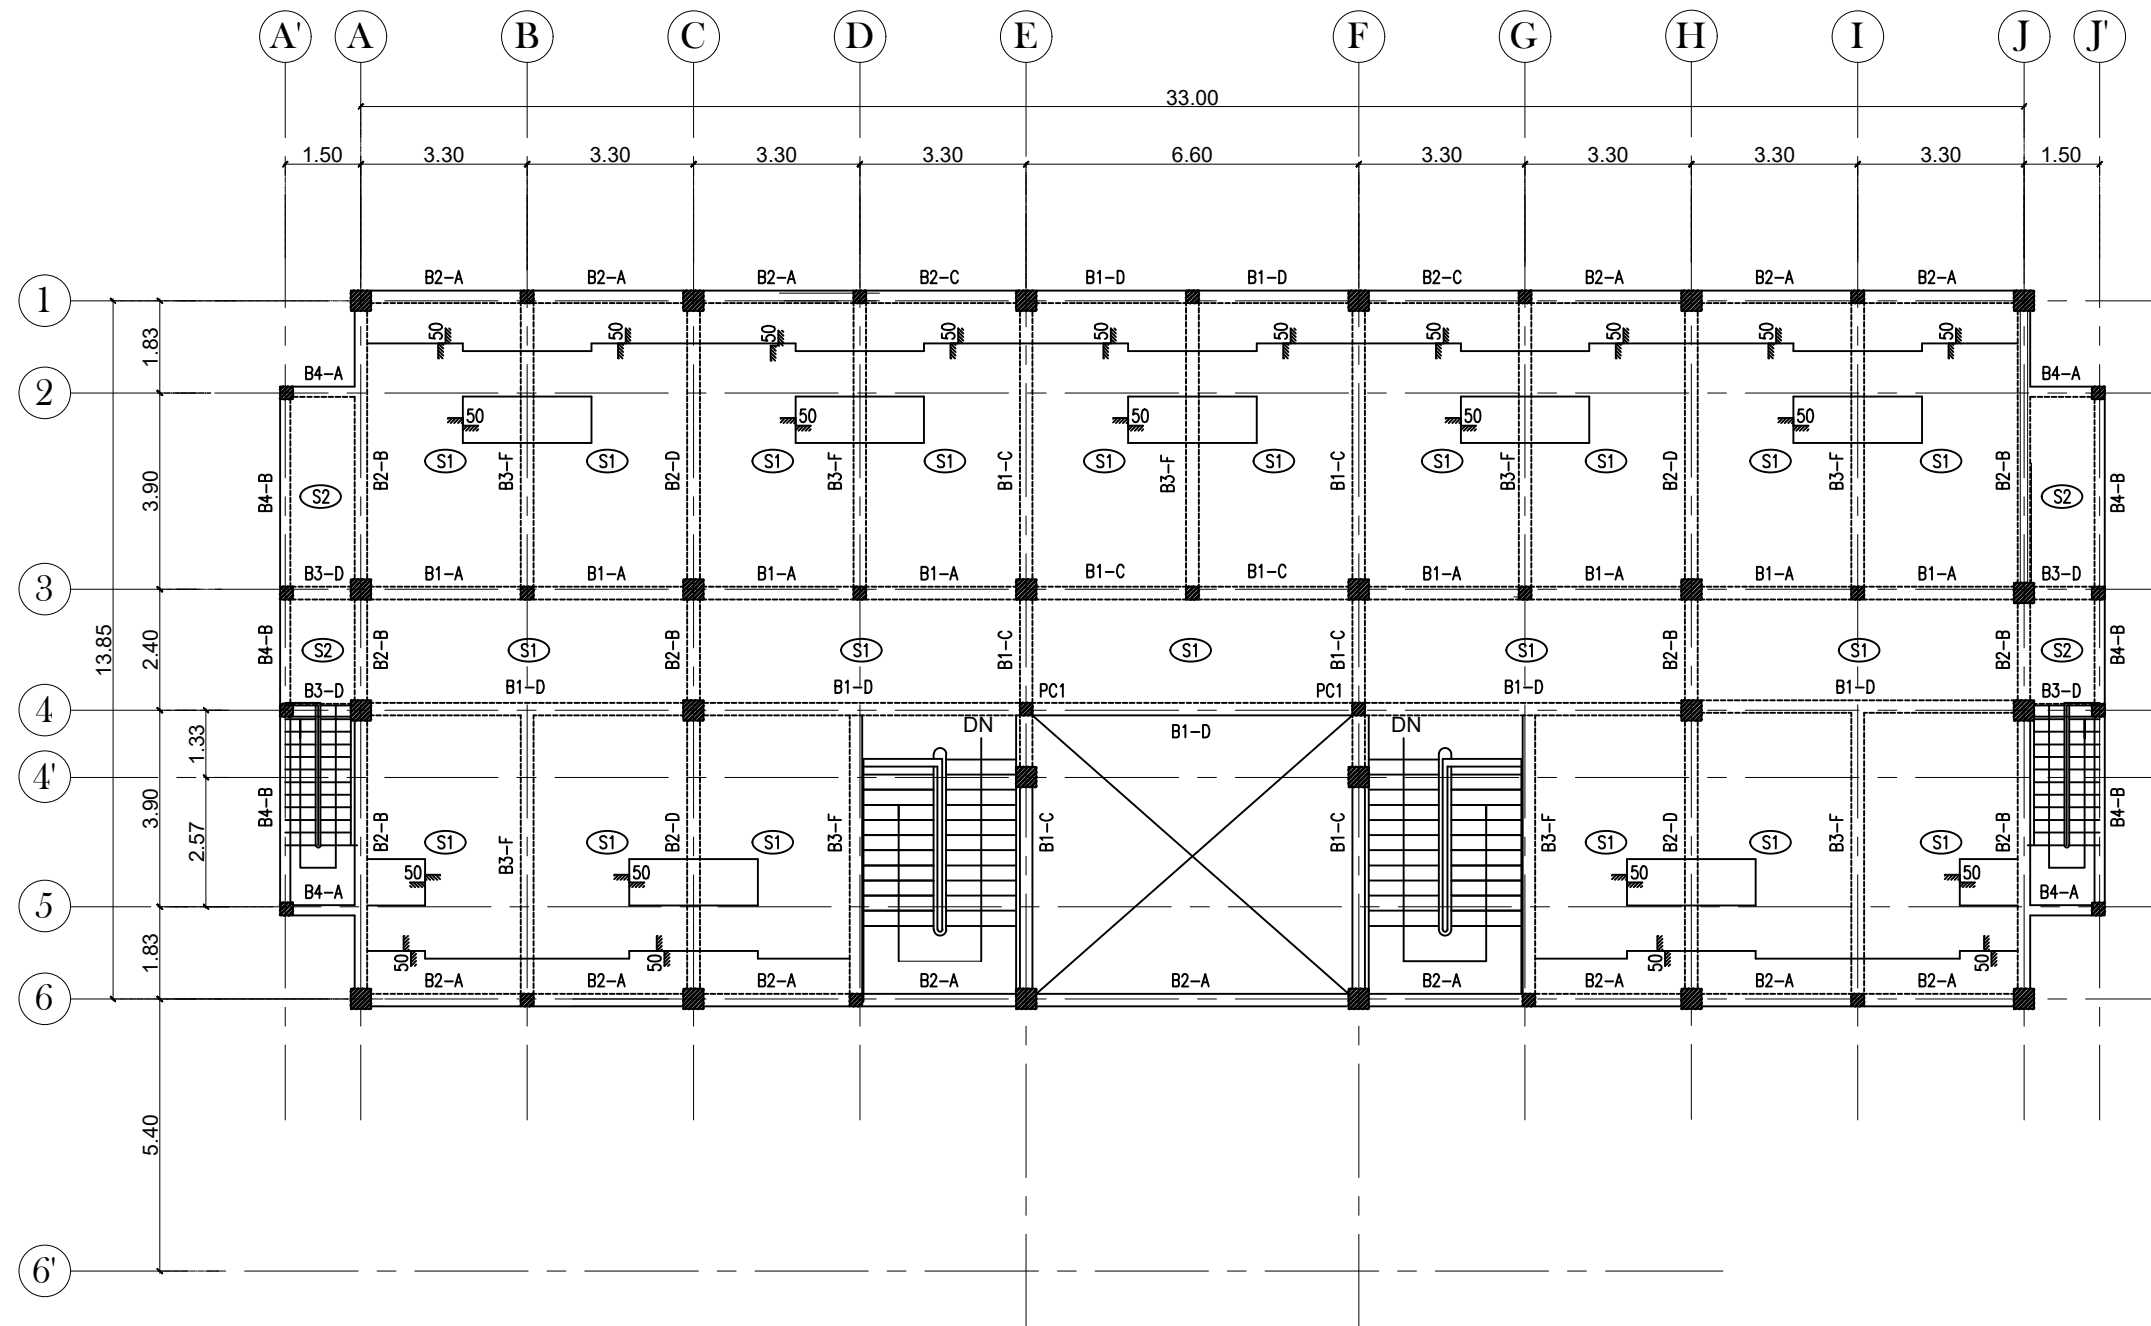 A' A B C D E F G H I J J'
33.00
1.50 3.30 3.30 3.30 3.30 6.60 3.30 3.30 3.30 3.30 1.50
B2-A B2-A B2-A B2-C B1-D B1-D B2-C B2-A B2-A B2-A
1
50 50 50 50 50 50 50 50 50 50
1.83
B4-A B4-A
2
50 50 50 50 50
S1 S1 S1 S1 S1 S1 S1 S1 S1 S1
B4-B S2 B2-B B3-F B2-D B3-F B1-C B3-F B1-C B3-F B2-D B3-F B2-B S2 B4-B
3.90
B3-D B1-A B1-A B1-A B1-A B1-C B1-C B1-A B1-A B1-A B1-A B3-D
3
13.85
2.40
B4-B S2 B2-B S1 B2-B S1 B1-C S1 B1-C S1 B2-B S1 B2-B S2 B4-B
B3-D B1-D B1-D PC1 PC1 B1-D B1-D B3-D
4
DN B1-D DN
1.33
4'
3.90
2.57
B4-B B2-B S1 B3-F S1 B2-D S1 B3-F B1-C B1-C B3-F S1 B2-D S1 B3-F S1 B2-B B4-B
50 50 50 50
B4-A B4-A
5
1.83
50 50 50 50
B2-A B2-A B2-A B2-A B2-A B2-A B2-A B2-A B2-A
6
5.40
6'